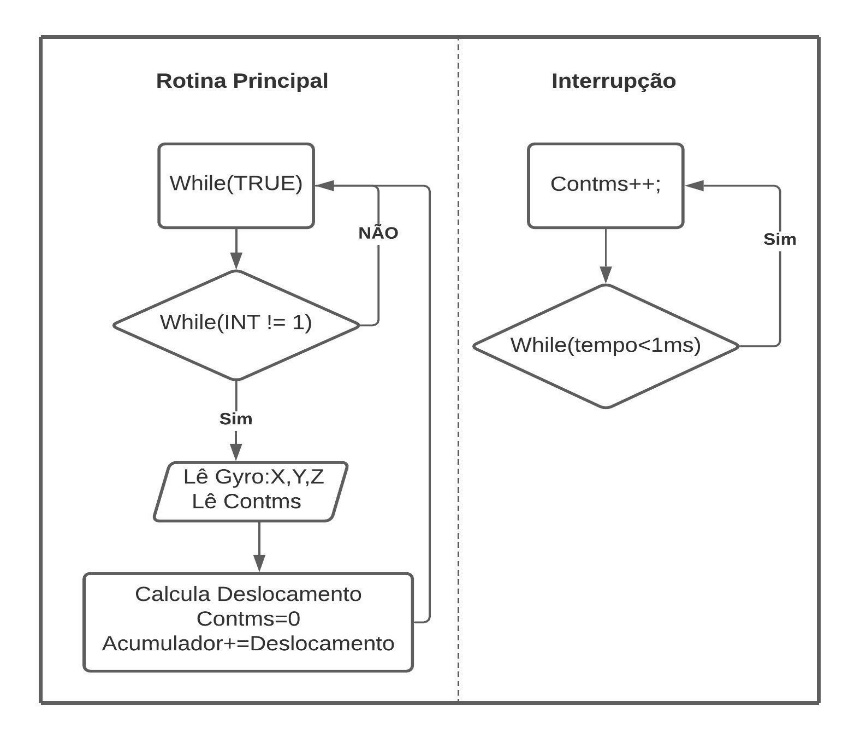 Rotina Principal
While(TRUE)
NÃO
While(INT != 1)
Sim
Lê Gyro:X,Y,Z
Lê Contms
Calcula Deslocamento
Contms=0
Acumulador+=Deslocamento
Interrupção
Contms++;
Sim
While(tempo<1ms)